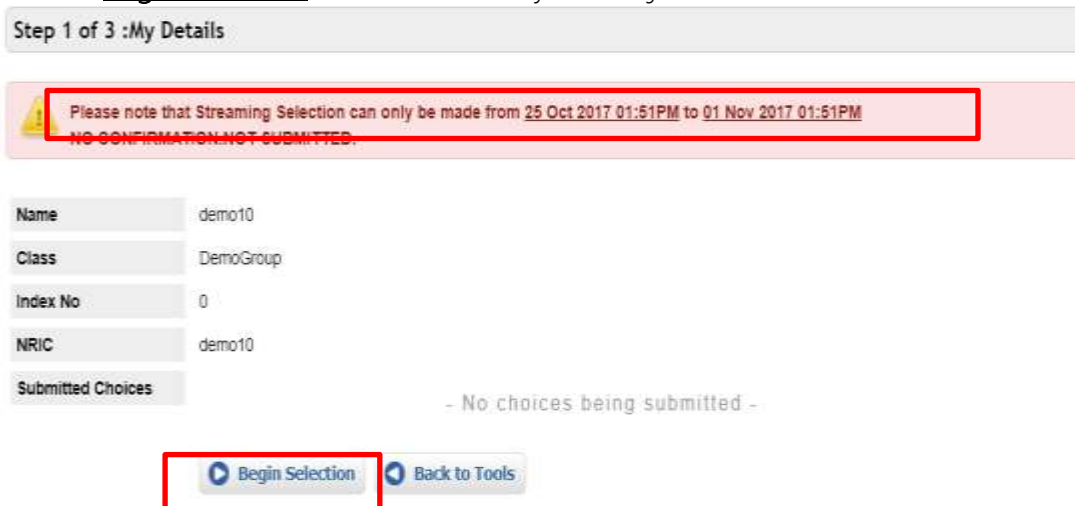 Step 1 of 3 :My Details
Please note that Streaming Selection can only be made from 25 Oct 2017 01:51PM to 01 Nov 2017 01:51PM
NO CONFIRMATION.NOT SUBMITTED.
Name demo10
Class DemoGroup
Index No 0
NRIC demo10
Submitted Choices
- No choices being submitted -
Begin Selection Back to Tools